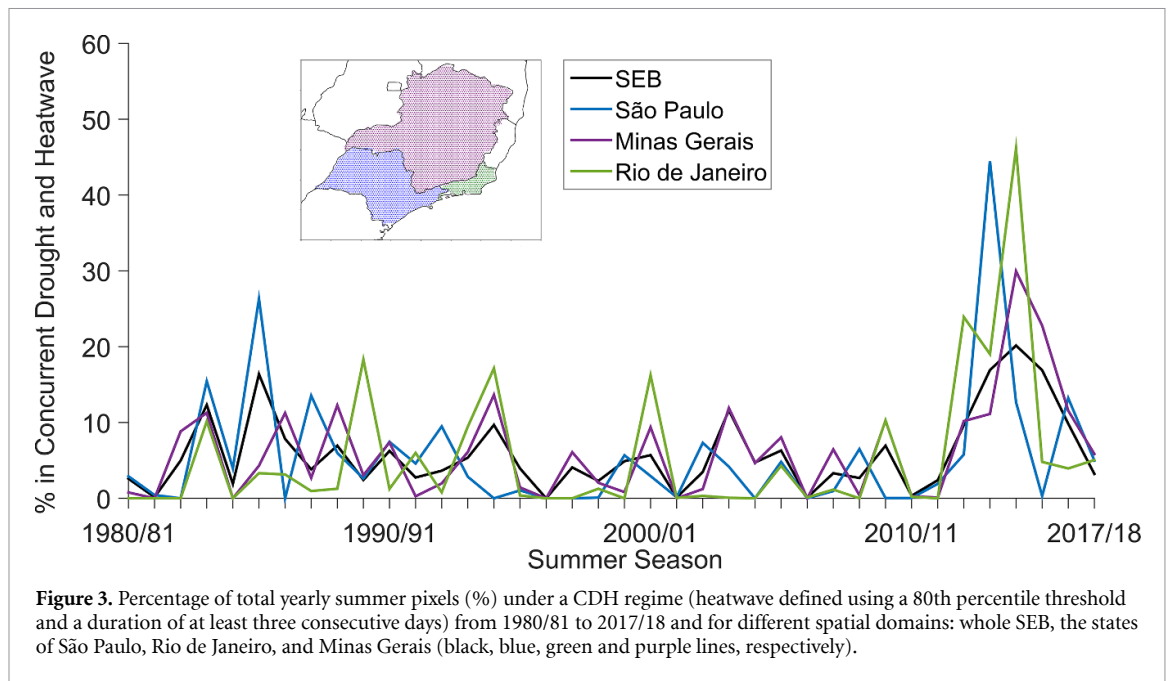 % in Concurrent Drought and Heatwave
60
50
40
30
20
10
0
SEB
São Paulo
Minas Gerais
Rio de Janeiro
1980/81 1990/91 2000/01 2010/11 2017/18
Summer Season
Figure 3. Percentage of total yearly summer pixels (%) under a CDH regime (heatwave defined using a 80th percentile threshold
and a duration of at least three consecutive days) from 1980/81 to 2017/18 and for different spatial domains: whole SEB, the states
of São Paulo, Rio de Janeiro, and Minas Gerais (black, blue, green and purple lines, respectively).